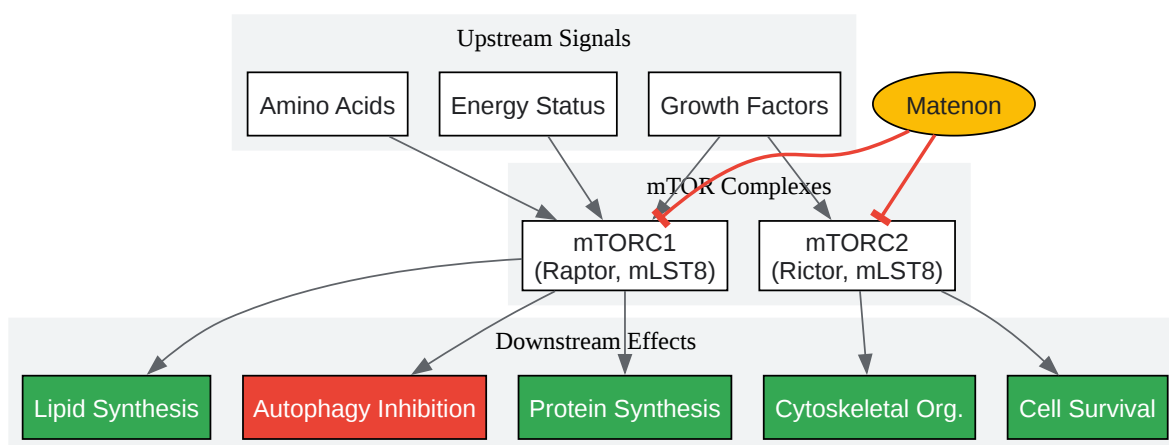 Upstream Signals
Amino Acids
Energy Status
Growth Factors
Matenon
mTOR Complexes
mTORC1
(Raptor, mLST8)
mTORC2
(Rictor, mLST8)
Downstream Effects
Lipid Synthesis
Autophagy Inhibition
Protein Synthesis
Cytoskeletal Org.
Cell Survival